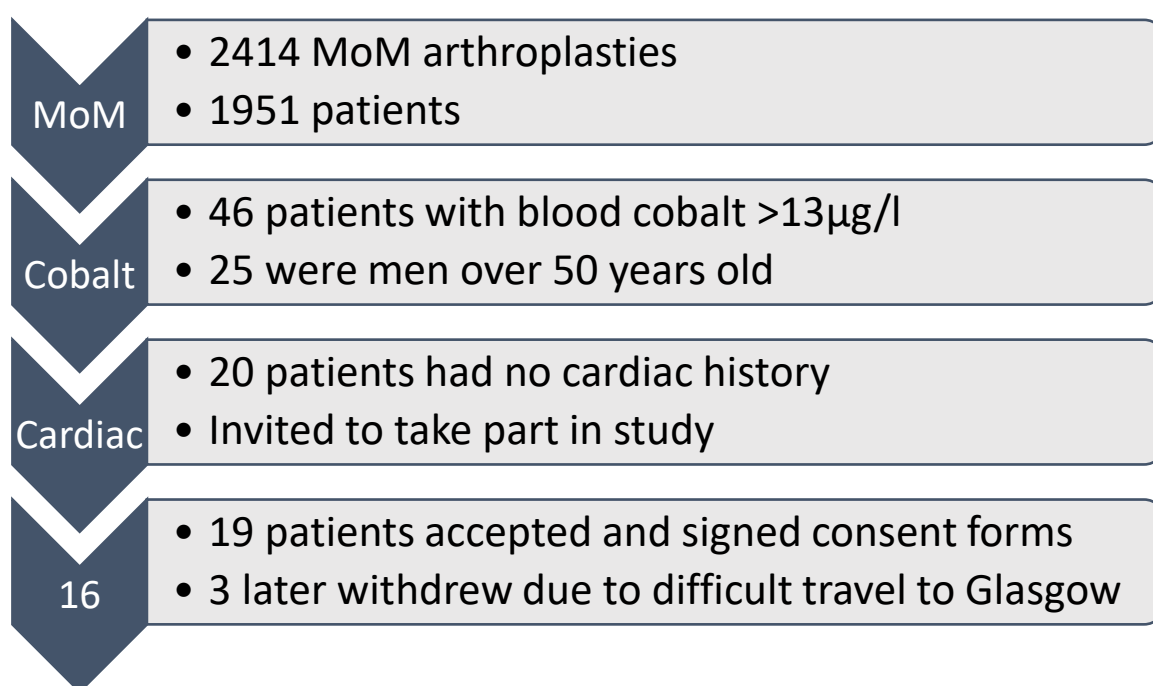 MoM
• 2414 MoM arthroplasties
• 1951 patients
Cobalt
• 46 patients with blood cobalt >13µg/l
• 25 were men over 50 years old
Cardiac
• 20 patients had no cardiac history
• Invited to take part in study
16
• 19 patients accepted and signed consent forms
• 3 later withdrew due to difficult travel to Glasgow